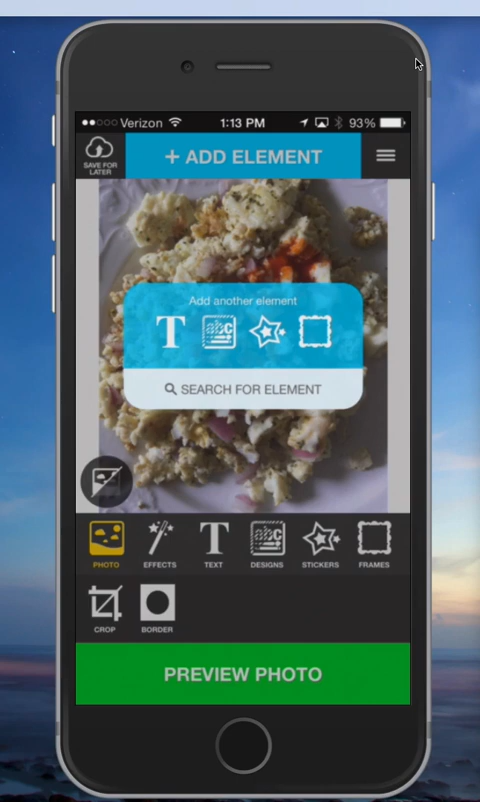 Verizon 1:13 PM 93%
SAVE FOR
LATER
+ ADD ELEMENT
Add another element
T abc
SEARCH FOR ELEMENT
T abc
PHOTO EFFECTS TEXT DESIGNS STICKERS FRAMES
CROP BORDER
PREVIEW PHOTO